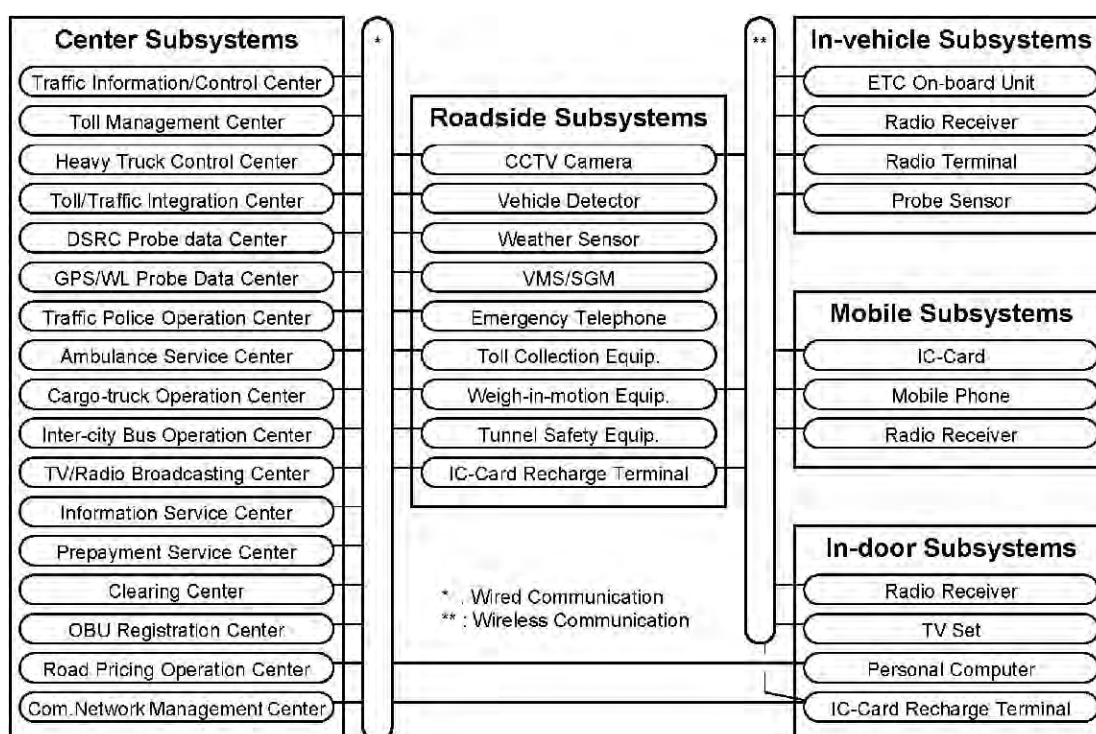 Center Subsystems
Traffic Information/Control Center
Toll Management Center
Heavy Truck Control Center
Toll/Traffic Integration Center
DSRC Probe data Center
GPS/WL Probe Data Center
Traffic Police Operation Center
Ambulance Service Center
Cargo-truck Operation Center
Inter-city Bus Operation Center
TV/Radio Broadcasting Center
Information Service Center
Prepayment Service Center
Clearing Center
OBU Registration Center
Road Pricing Operation Center
Com.Network Management Center
*
Roadside Subsystems
CCTV Camera
Vehicle Detector
Weather Sensor
VMS/SGM
Emergency Telephone
Toll Collection Equip.
Weigh-in-motion Equip.
Tunnel Safety Equip.
IC-Card Recharge Terminal
* : Wired Communication
** : Wireless Communication
**
In-vehicle Subsystems
ETC On-board Unit
Radio Receiver
Radio Terminal
Probe Sensor
Mobile Subsystems
IC-Card
Mobile Phone
Radio Receiver
In-door Subsystems
Radio Receiver
TV Set
Personal Computer
IC-Card Recharge Terminal